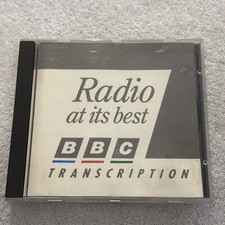 Radio
at its best
BBC
TRANSCRIPTION